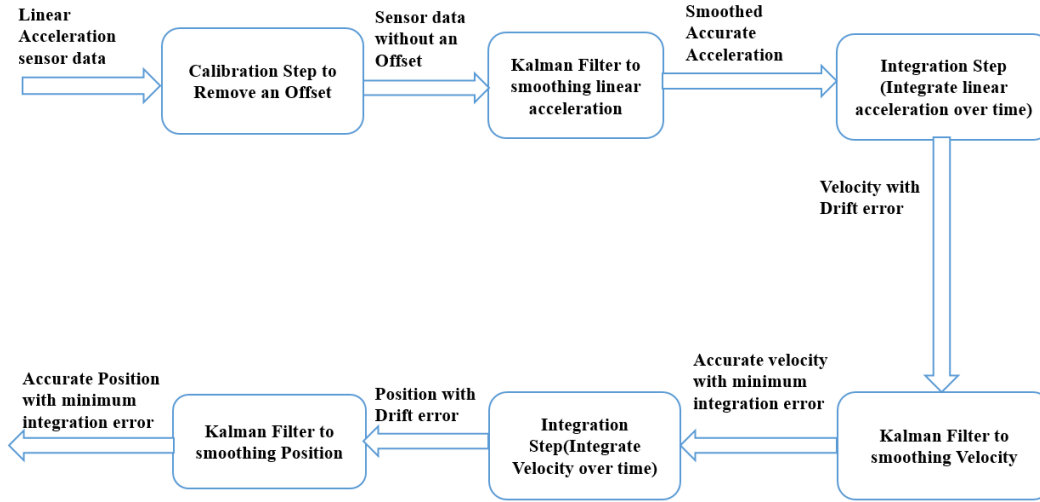 Linear
Acceleration
sensor data
Calibration Step to
Remove an Offset
Sensor data
without an
Offset
Kalman Filter to
smoothing linear
acceleration
Smoothed
Accurate
Acceleration
Integration Step
(Integrate linear
acceleration over time)
Velocity with
Drift error
Kalman Filter to
smoothing Velocity
Accurate velocity
with minimum
integration error
Integration
Step(Integrate
Velocity over time)
Position with
Drift error
Kalman Filter to
smoothing Position
Accurate Position
with minimum
integration error